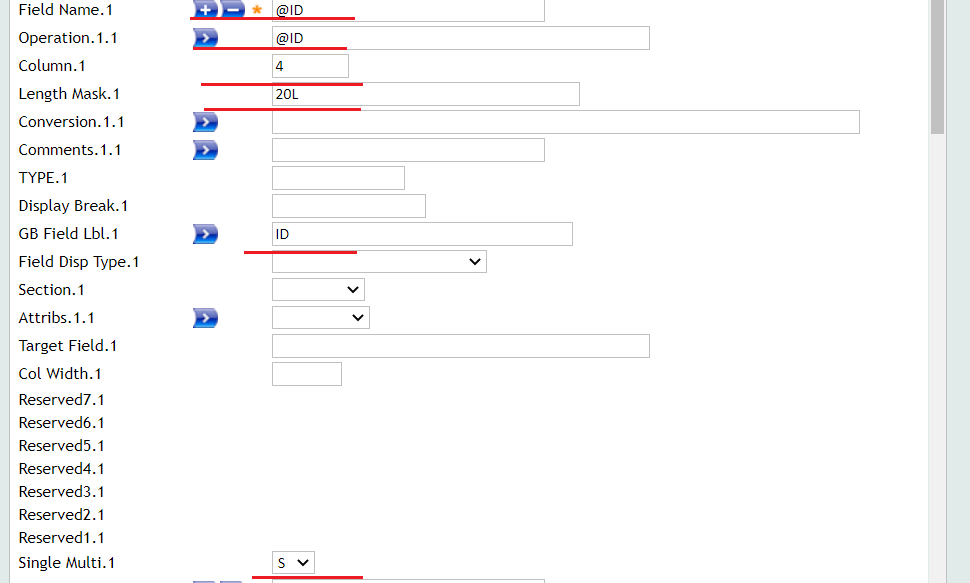 Field Name.1 @ID
Operation.1.1 @ID
Column.1 4
Length Mask.1 20L
Conversion.1.1
Comments.1.1
TYPE.1
Display Break.1
GB Field Lbl.1 ID
Field Disp Type.1
Section.1
Attribs.1.1
Target Field.1
Col Width.1
Reserved7.1
Reserved6.1
Reserved5.1
Reserved4.1
Reserved3.1
Reserved2.1
Reserved1.1
Single Multi.1 S